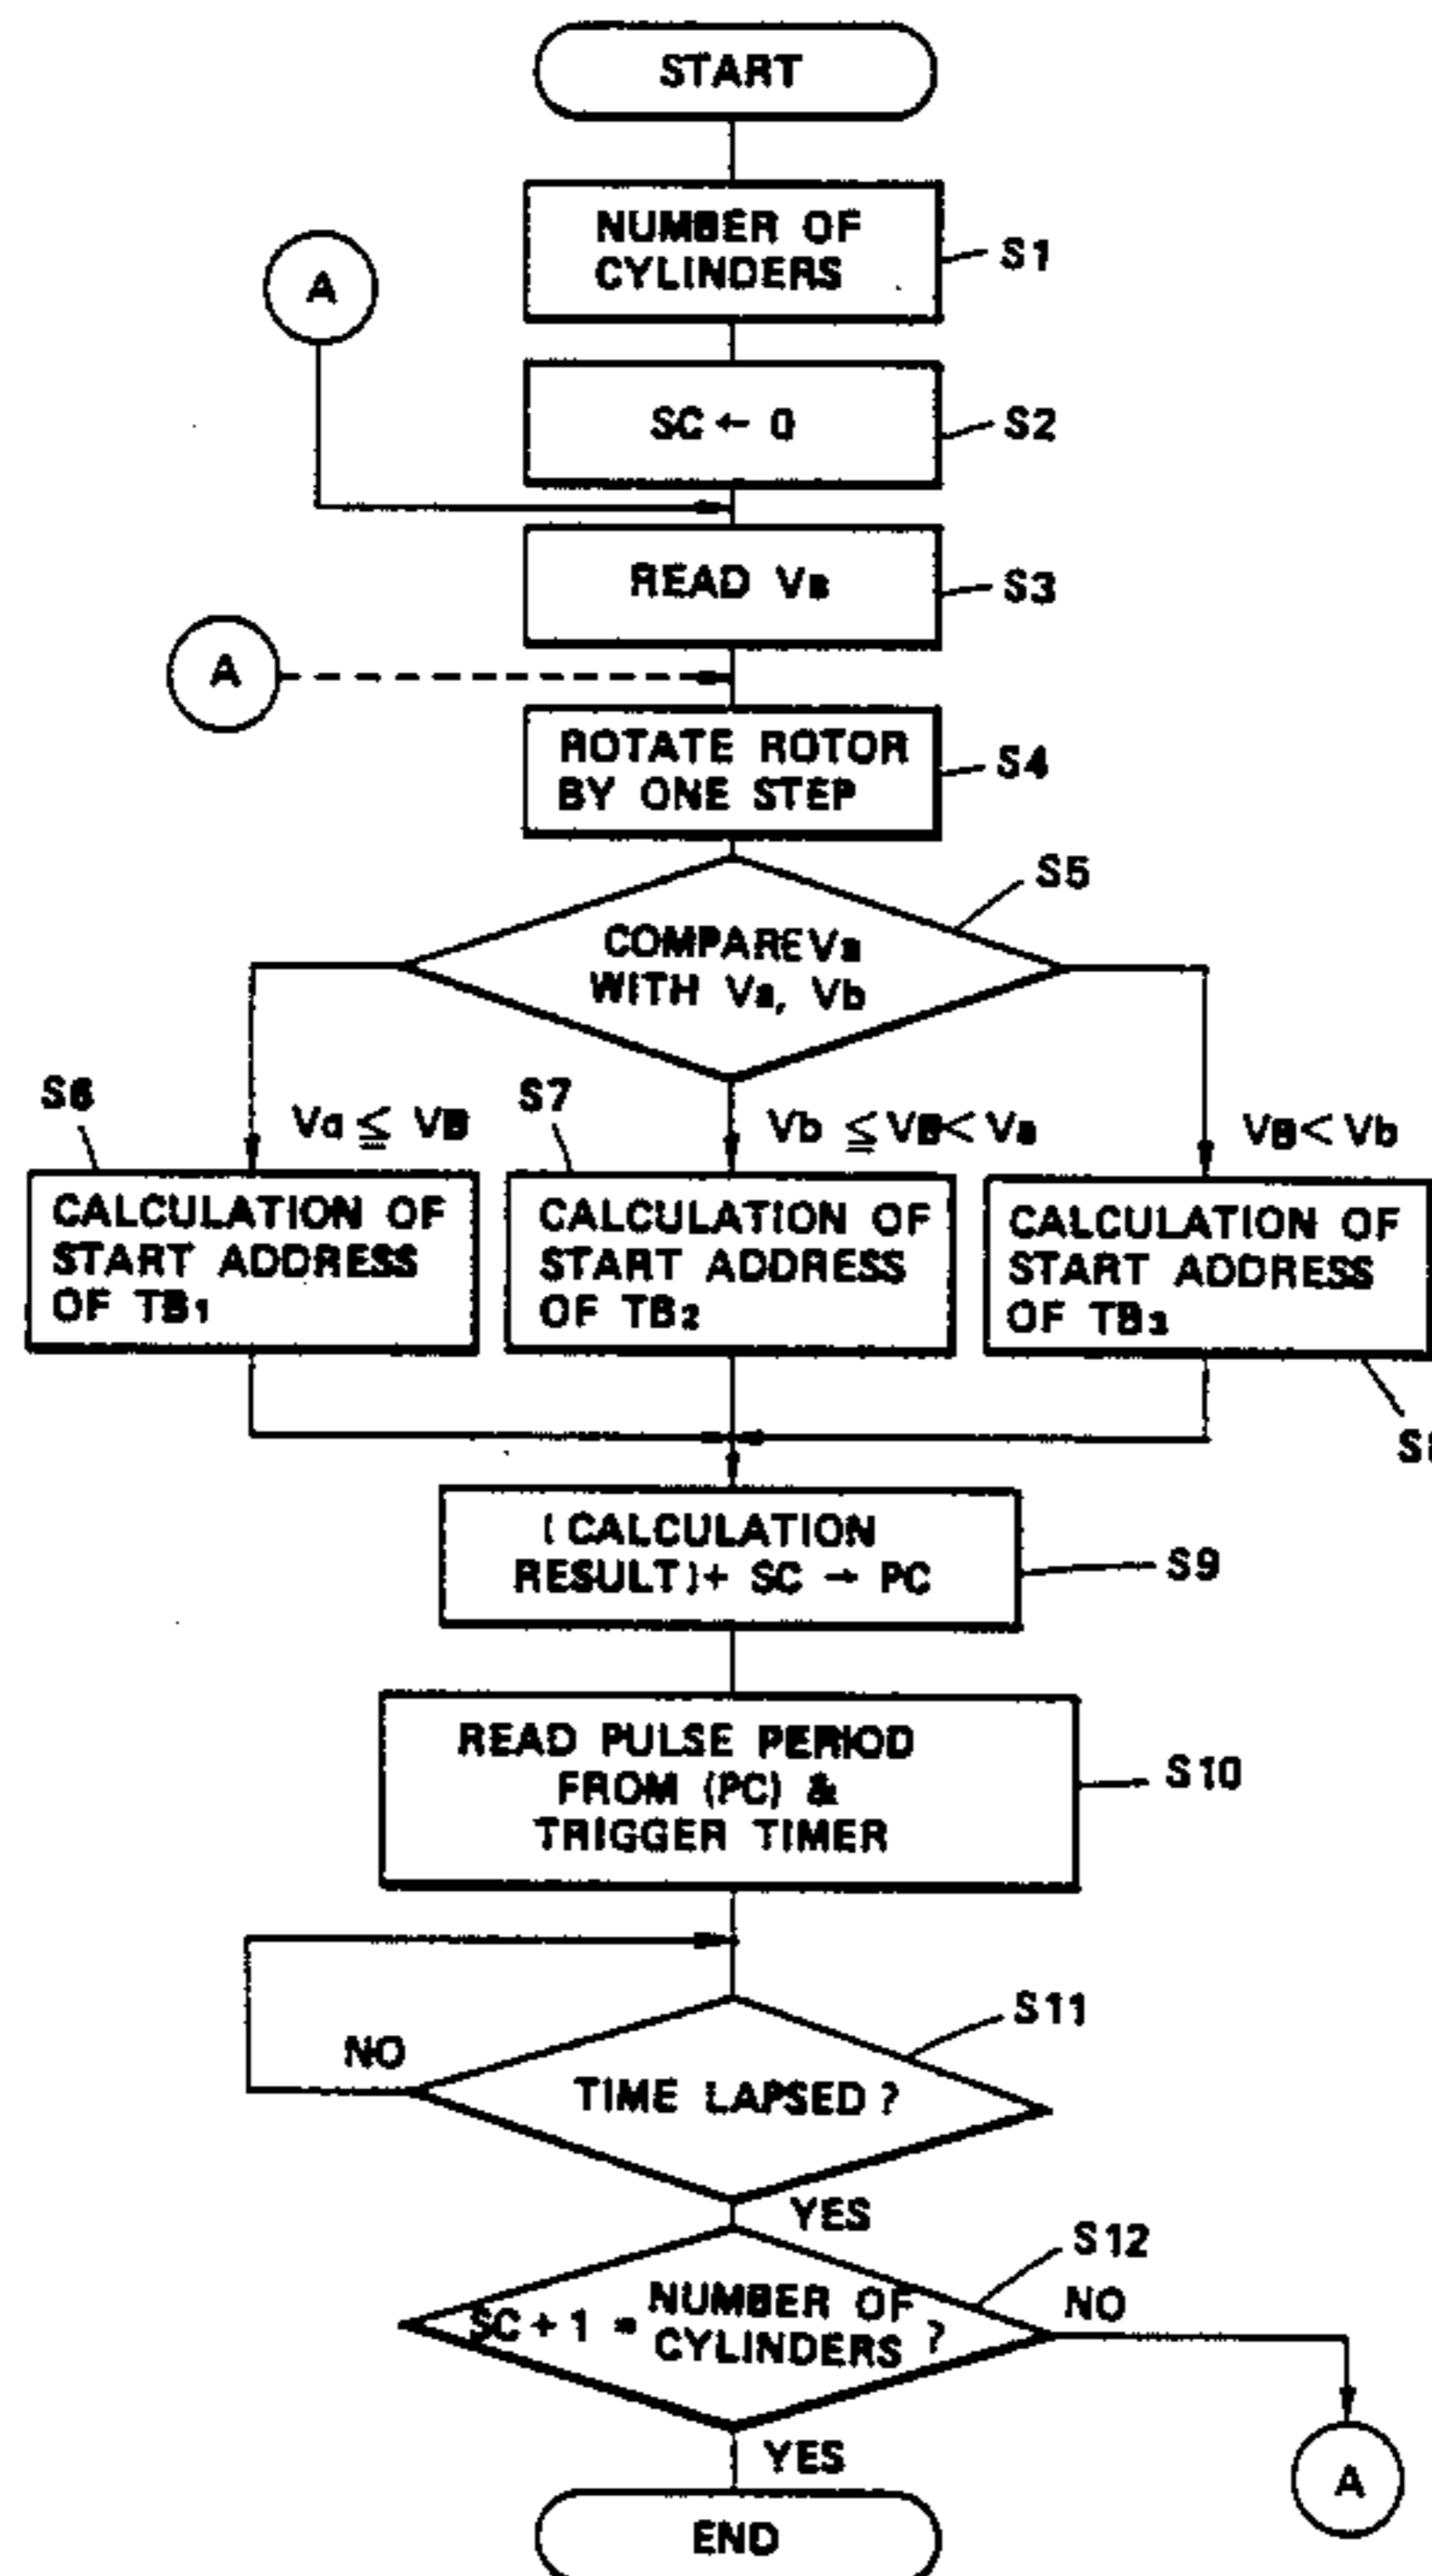 START
NUMBER OF
CYLINDERS
S1
A
SC ← 0
S2
READ VB
S3
A
ROTATE ROTOR
BY ONE STEP
S4
S5
COMPARE VB
WITH Va, Vb
S6
Va ≦ VB
S7
Vb ≦ VB < Va
VB < Vb
CALCULATION OF
START ADDRESS
OF TB1
CALCULATION OF
START ADDRESS
OF TB2
CALCULATION OF
START ADDRESS
OF TB3
(CALCULATION
RESULT) + SC → PC
S9
READ PULSE PERIOD
FROM (PC) &
TRIGGER TIMER
S10
S11
NO
TIME LAPSED ?
YES
S12
SC + 1 = NUMBER OF
CYLINDERS ?
NO
YES
A
END